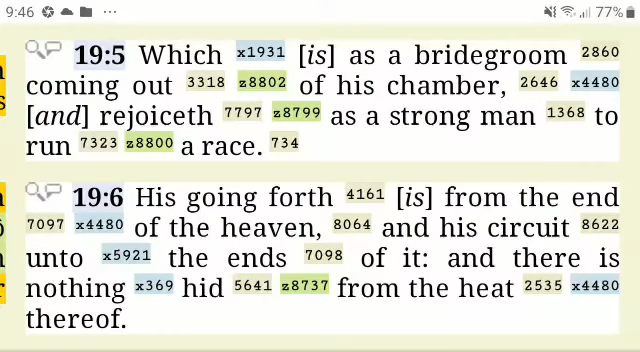 9:46 77%
19:5 Which x1931 [is] as a bridegroom 2860
coming out 3318 z8802 of his chamber, 2646 x4480
[and] rejoiceth 7797 z8799 as a strong man 1368 to
run 7323 z8800 a race. 734
19:6 His going forth 4161 [is] from the end
7097 x4480 of the heaven, 8064 and his circuit 8622
unto x5921 the ends 7098 of it: and there is
nothing x369 hid 5641 z8737 from the heat 2535 x4480
thereof.